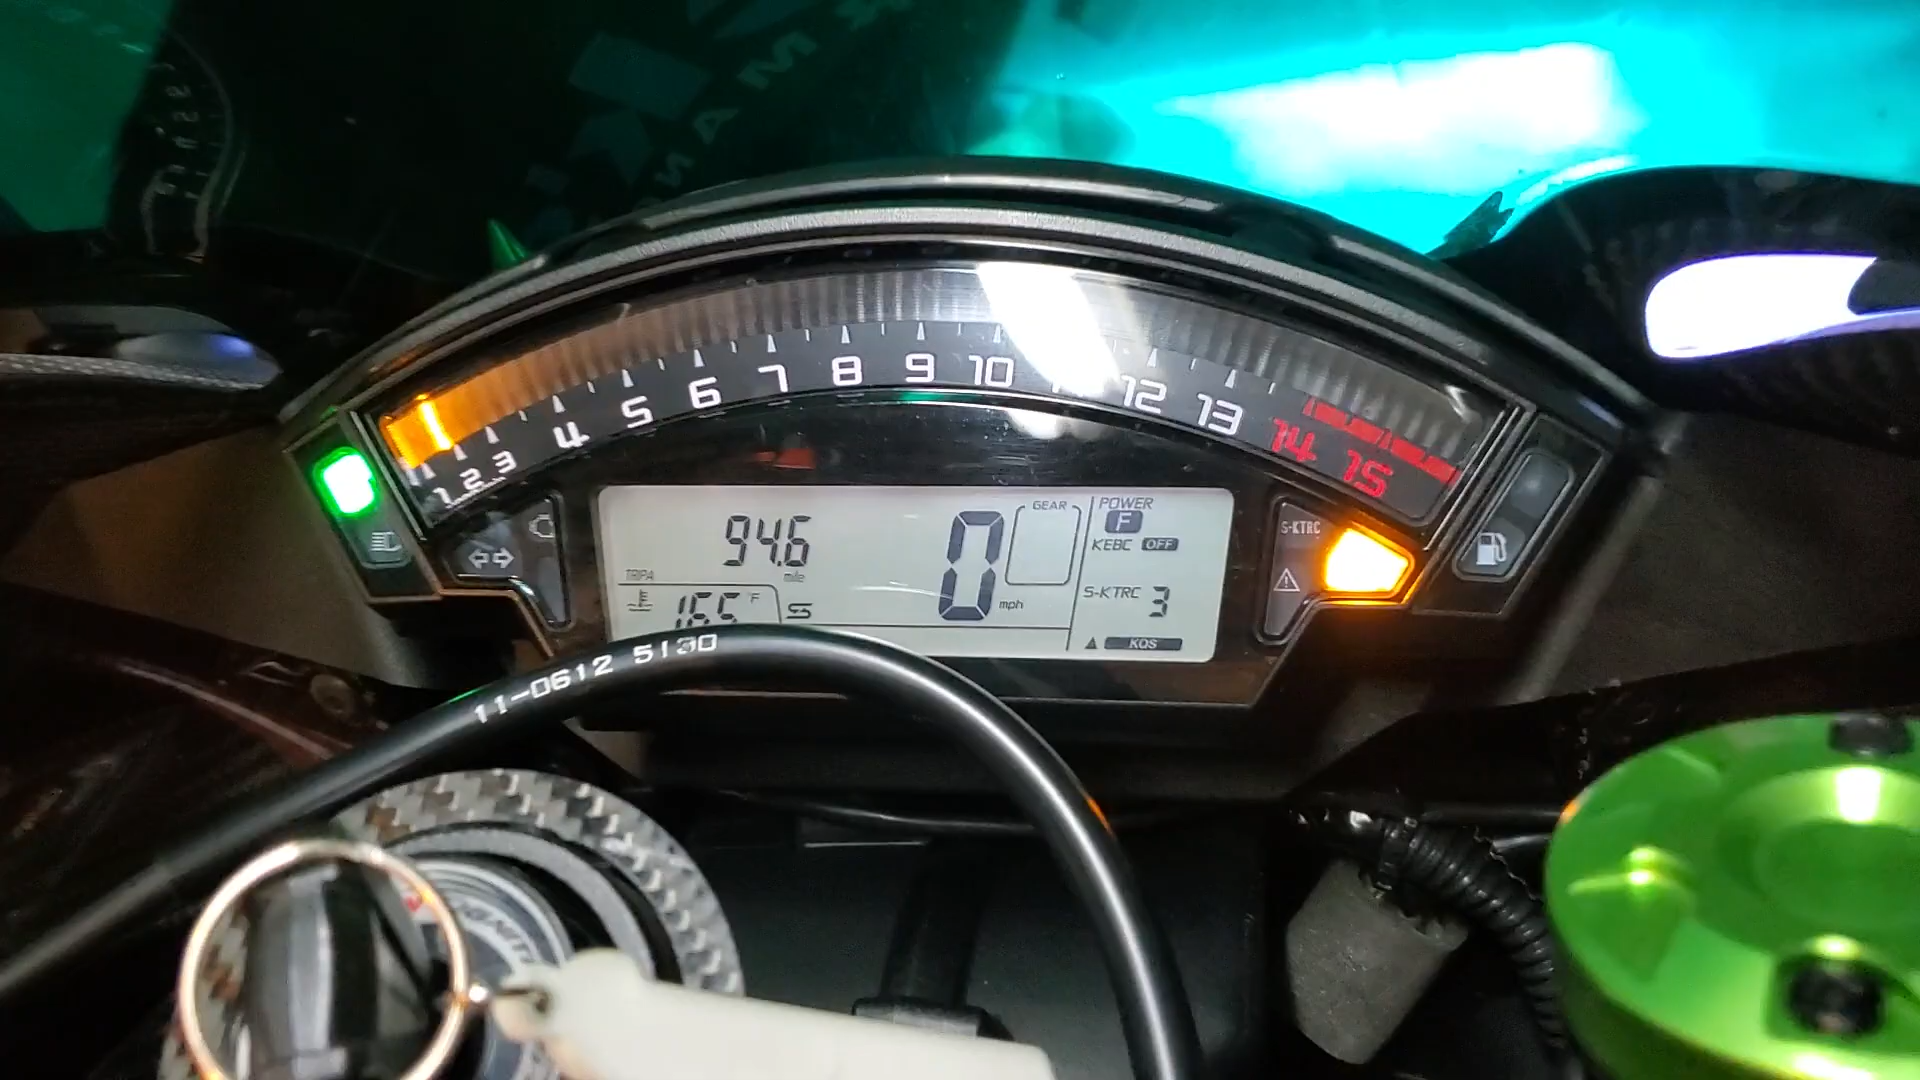 1 2 3 4 5 6 7 8 9 10 12 13 14 15
94.6
TRIPA
mile
165 °F
0
mph
GEAR
POWER
F
KEBC OFF
S-KTRC 3
KQS
S-KTRC
11-0612 5130